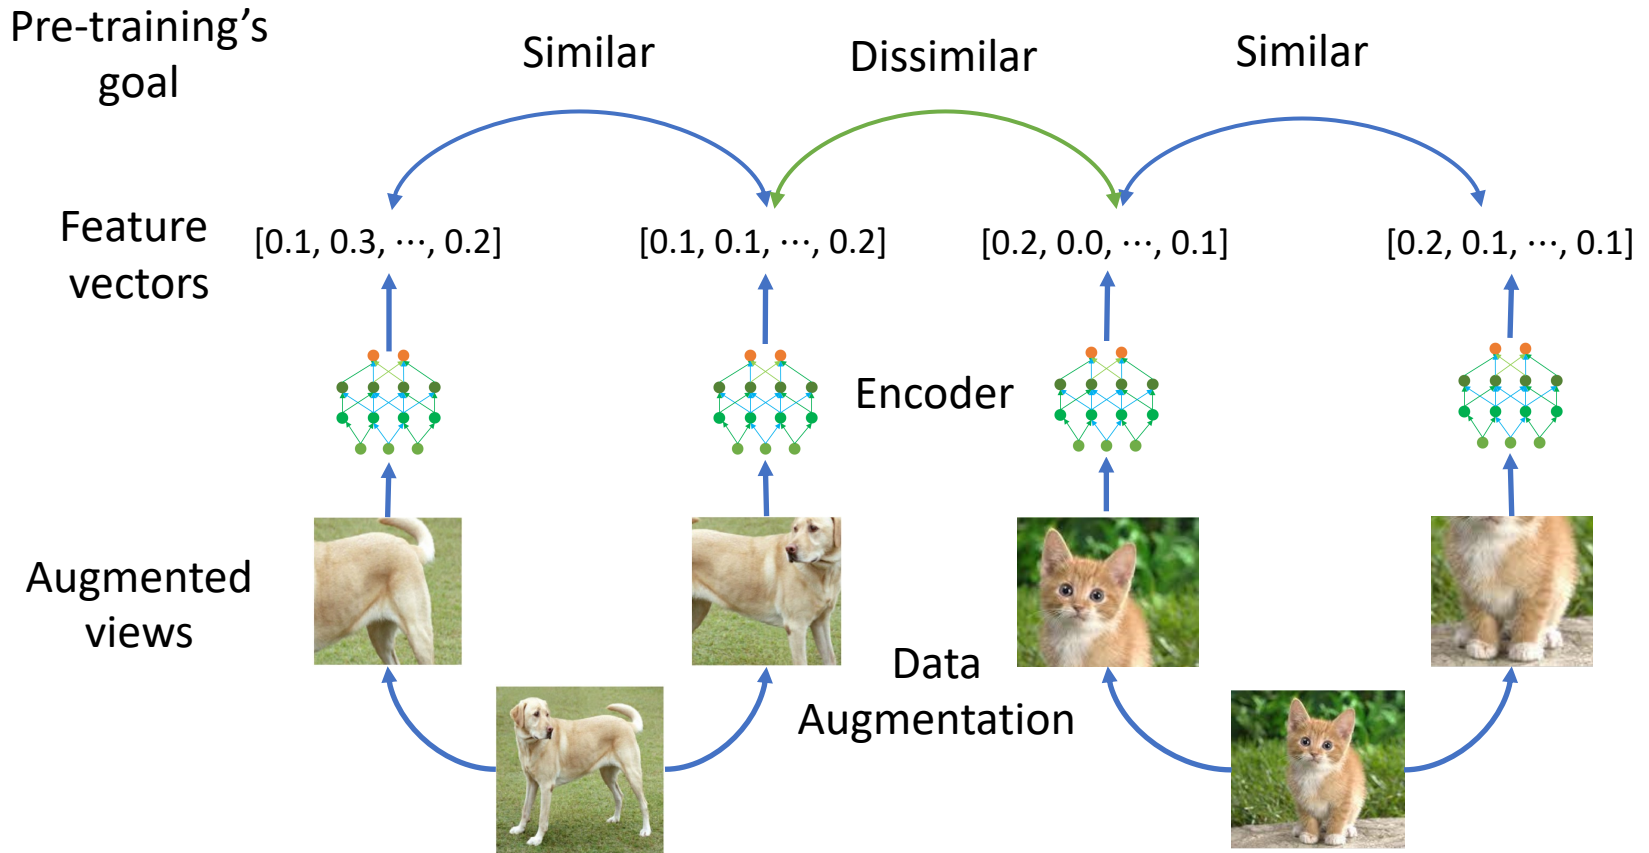 Pre-training's
goal
Similar
Dissimilar
Similar
Feature
vectors
[0.1, 0.3, ⋯, 0.2]
[0.1, 0.1, ⋯, 0.2]
[0.2, 0.0, ⋯, 0.1]
[0.2, 0.1, ⋯, 0.1]
Encoder
Augmented
views
Data
Augmentation